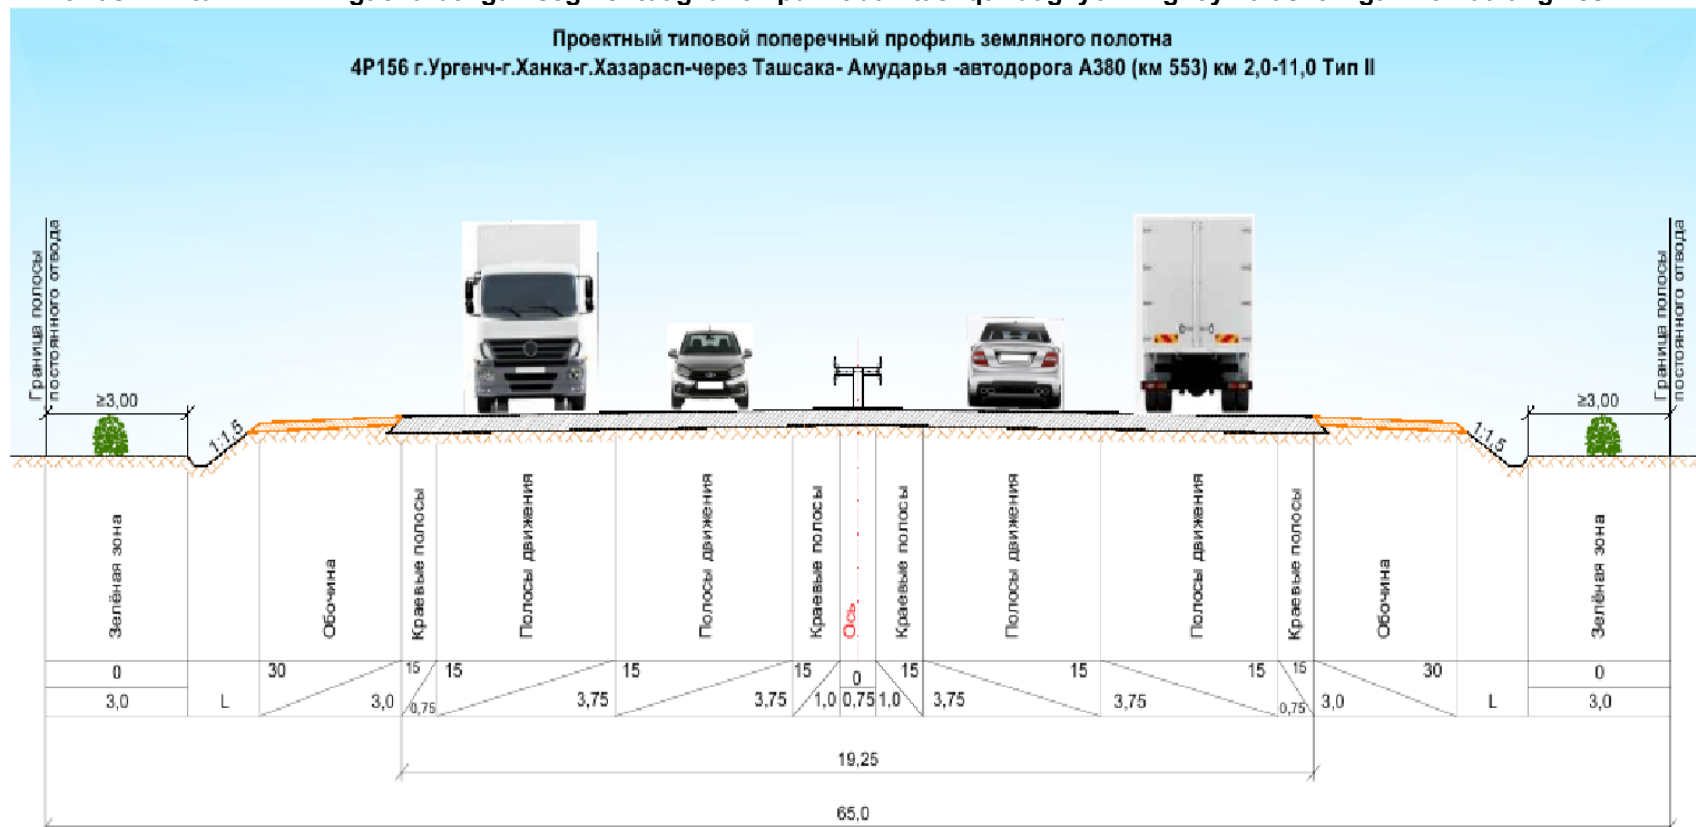 Проектный типовой поперечный профиль земляного полотна
4Р156 г.Ургенч-г.Ханка-г.Хазарасп-через Ташсака- Амударья -автодорога А380 (км 553) км 2,0-11,0 Тип II
Граница полосы
постоянного отвода
Граница полосы
постоянного отвода
≥3,00
≥3,00
1:1,5
1:1,5
Зелёная зона
Обочина
Краевые полосы
Полосы движения
Полосы движения
Краевые полосы
Ось
Краевые полосы
Полосы движения
Полосы движения
Краевые полосы
Обочина
Зелёная зона
0 30 15 15 15 15 0 15 15 15 15 30 0
3,0 L 3,0 0,75 3,75 3,75 1,0 0,75 1,0 3,75 3,75 0,75 3,0 L 3,0
19,25
65,0